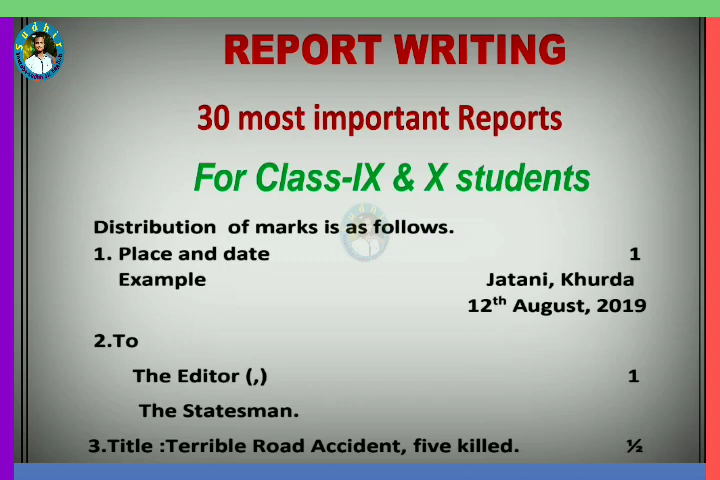 Sudhir
REPORT WRITING
30 most important Reports
For Class-IX & X students
Distribution of marks is as follows.
1. Place and date 1
Example Jatani, Khurda
12th August, 2019
2.To
The Editor (,) 1
The Statesman.
3.Title :Terrible Road Accident, five killed. ½